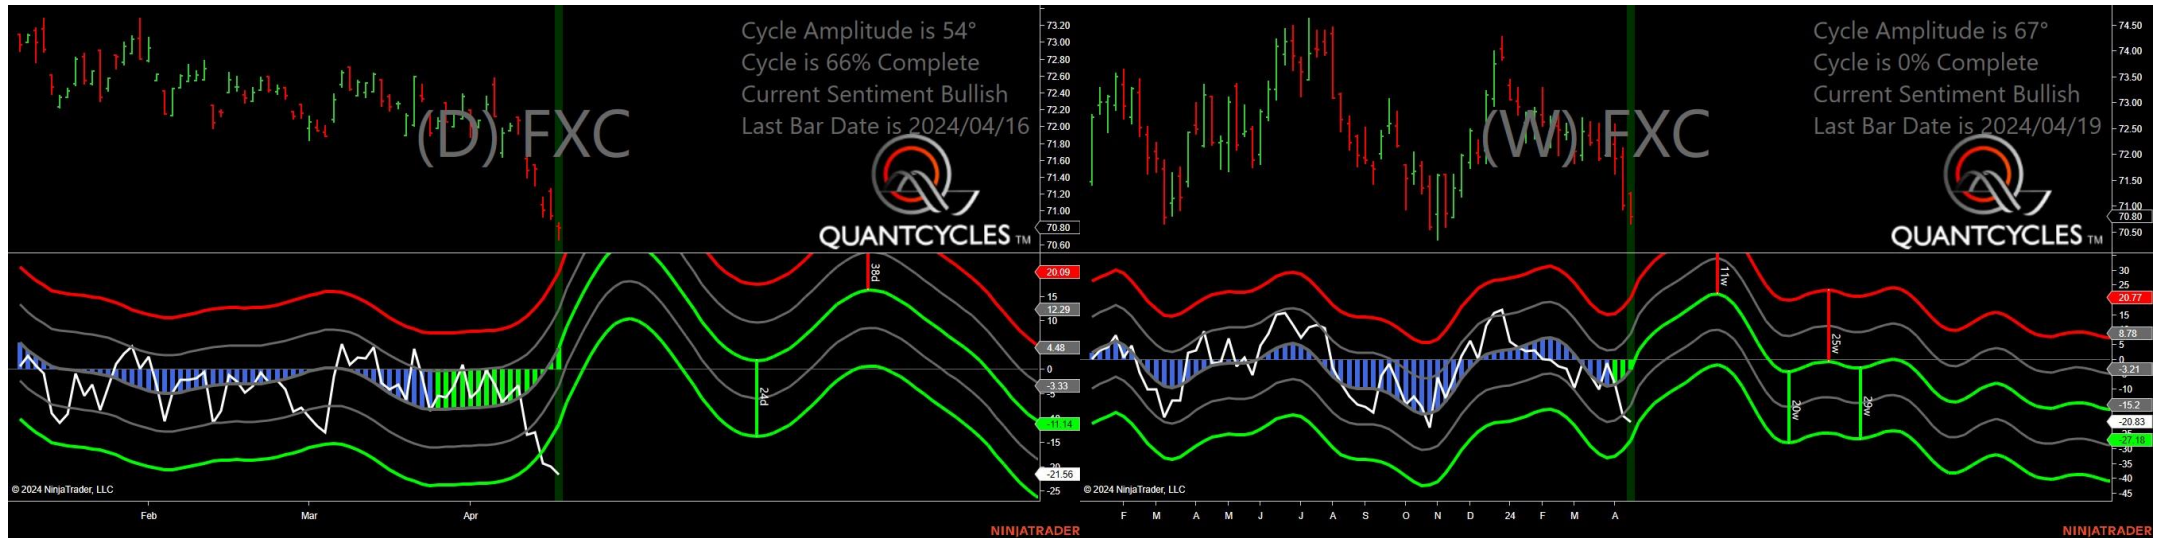 Cycle Amplitude is 54°
Cycle is 66% Complete
Current Sentiment Bullish
Last Bar Date is 2024/04/16
(D) FXC
QUANTCYCLES TM
73.20
73.00
72.80
72.60
72.40
72.20
72.00
71.80
71.60
71.40
71.20
71.00
70.80
70.60
38d
24d
20.09
15
12.29
10
4.48
0
-3.33
-5
-11.14
-15
-21.56
-25
© 2024 NinjaTrader, LLC
Feb
Mar
Apr
NINJATRADER
Cycle Amplitude is 67°
Cycle is 0% Complete
Current Sentiment Bullish
Last Bar Date is 2024/04/19
(W) FXC
QUANTCYCLES TM
74.50
74.00
73.50
73.00
72.50
72.00
71.50
71.00
70.80
70.50
11w
25w
20w
29w
30
25
20.77
15
8.78
5
0
-3.21
-10
-15.2
-20.83
-27.18
-30
-35
-40
-45
© 2024 NinjaTrader, LLC
F
M
A
M
J
J
A
S
O
N
D
24
F
M
A
NINJATRADER